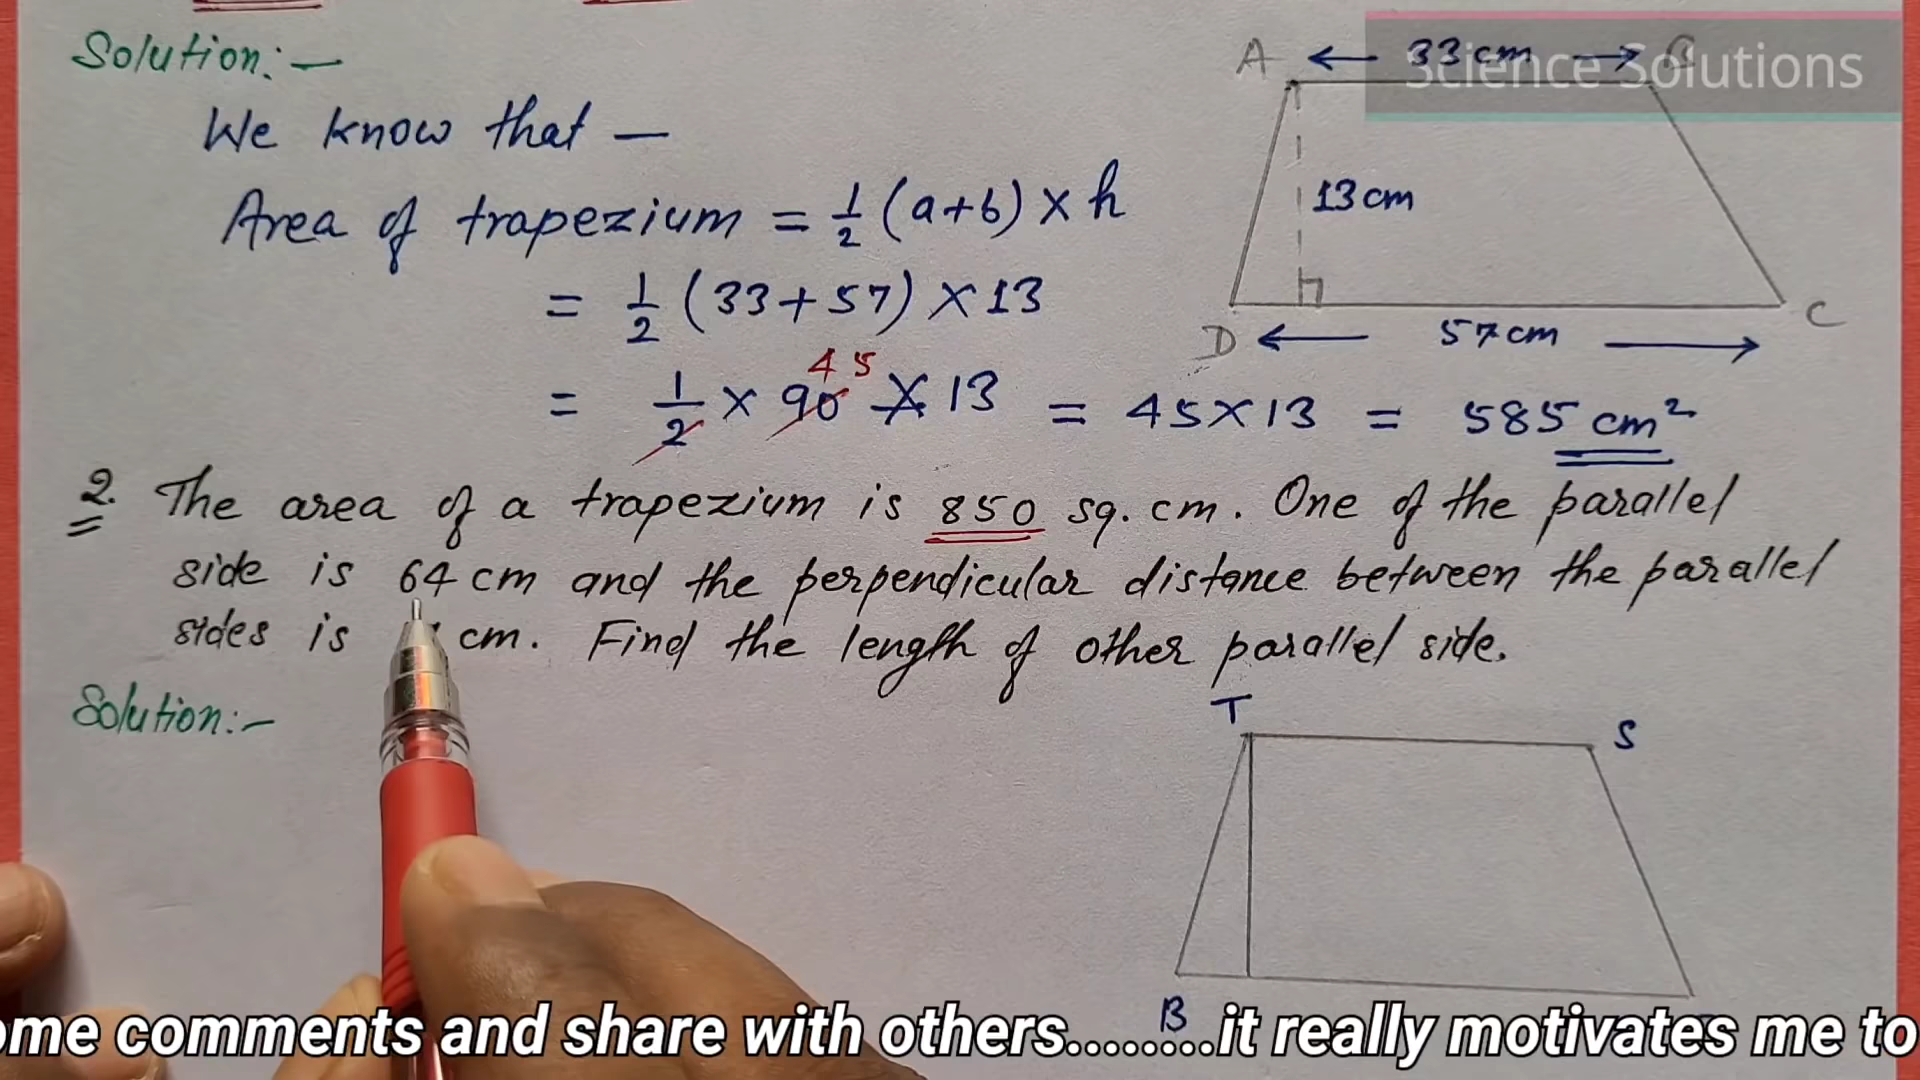 Solution:-
We know that -
Area of trapezium = 1/2 (a+b) × h
= 1/2 (33+57) × 13
45
= 1/2 × 90 × 13 = 45×13 = 585 cm²
A 33 cm
Science Solutions
13 cm
D 57 cm C
2. The area of a trapezium is 850 sq. cm. One of the parallel
side is 64 cm and the perpendicular distance between the parallel
sides is cm. Find the length of other parallel side.
Solution:-
T S
B
ome comments and share with others........it really motivates me to